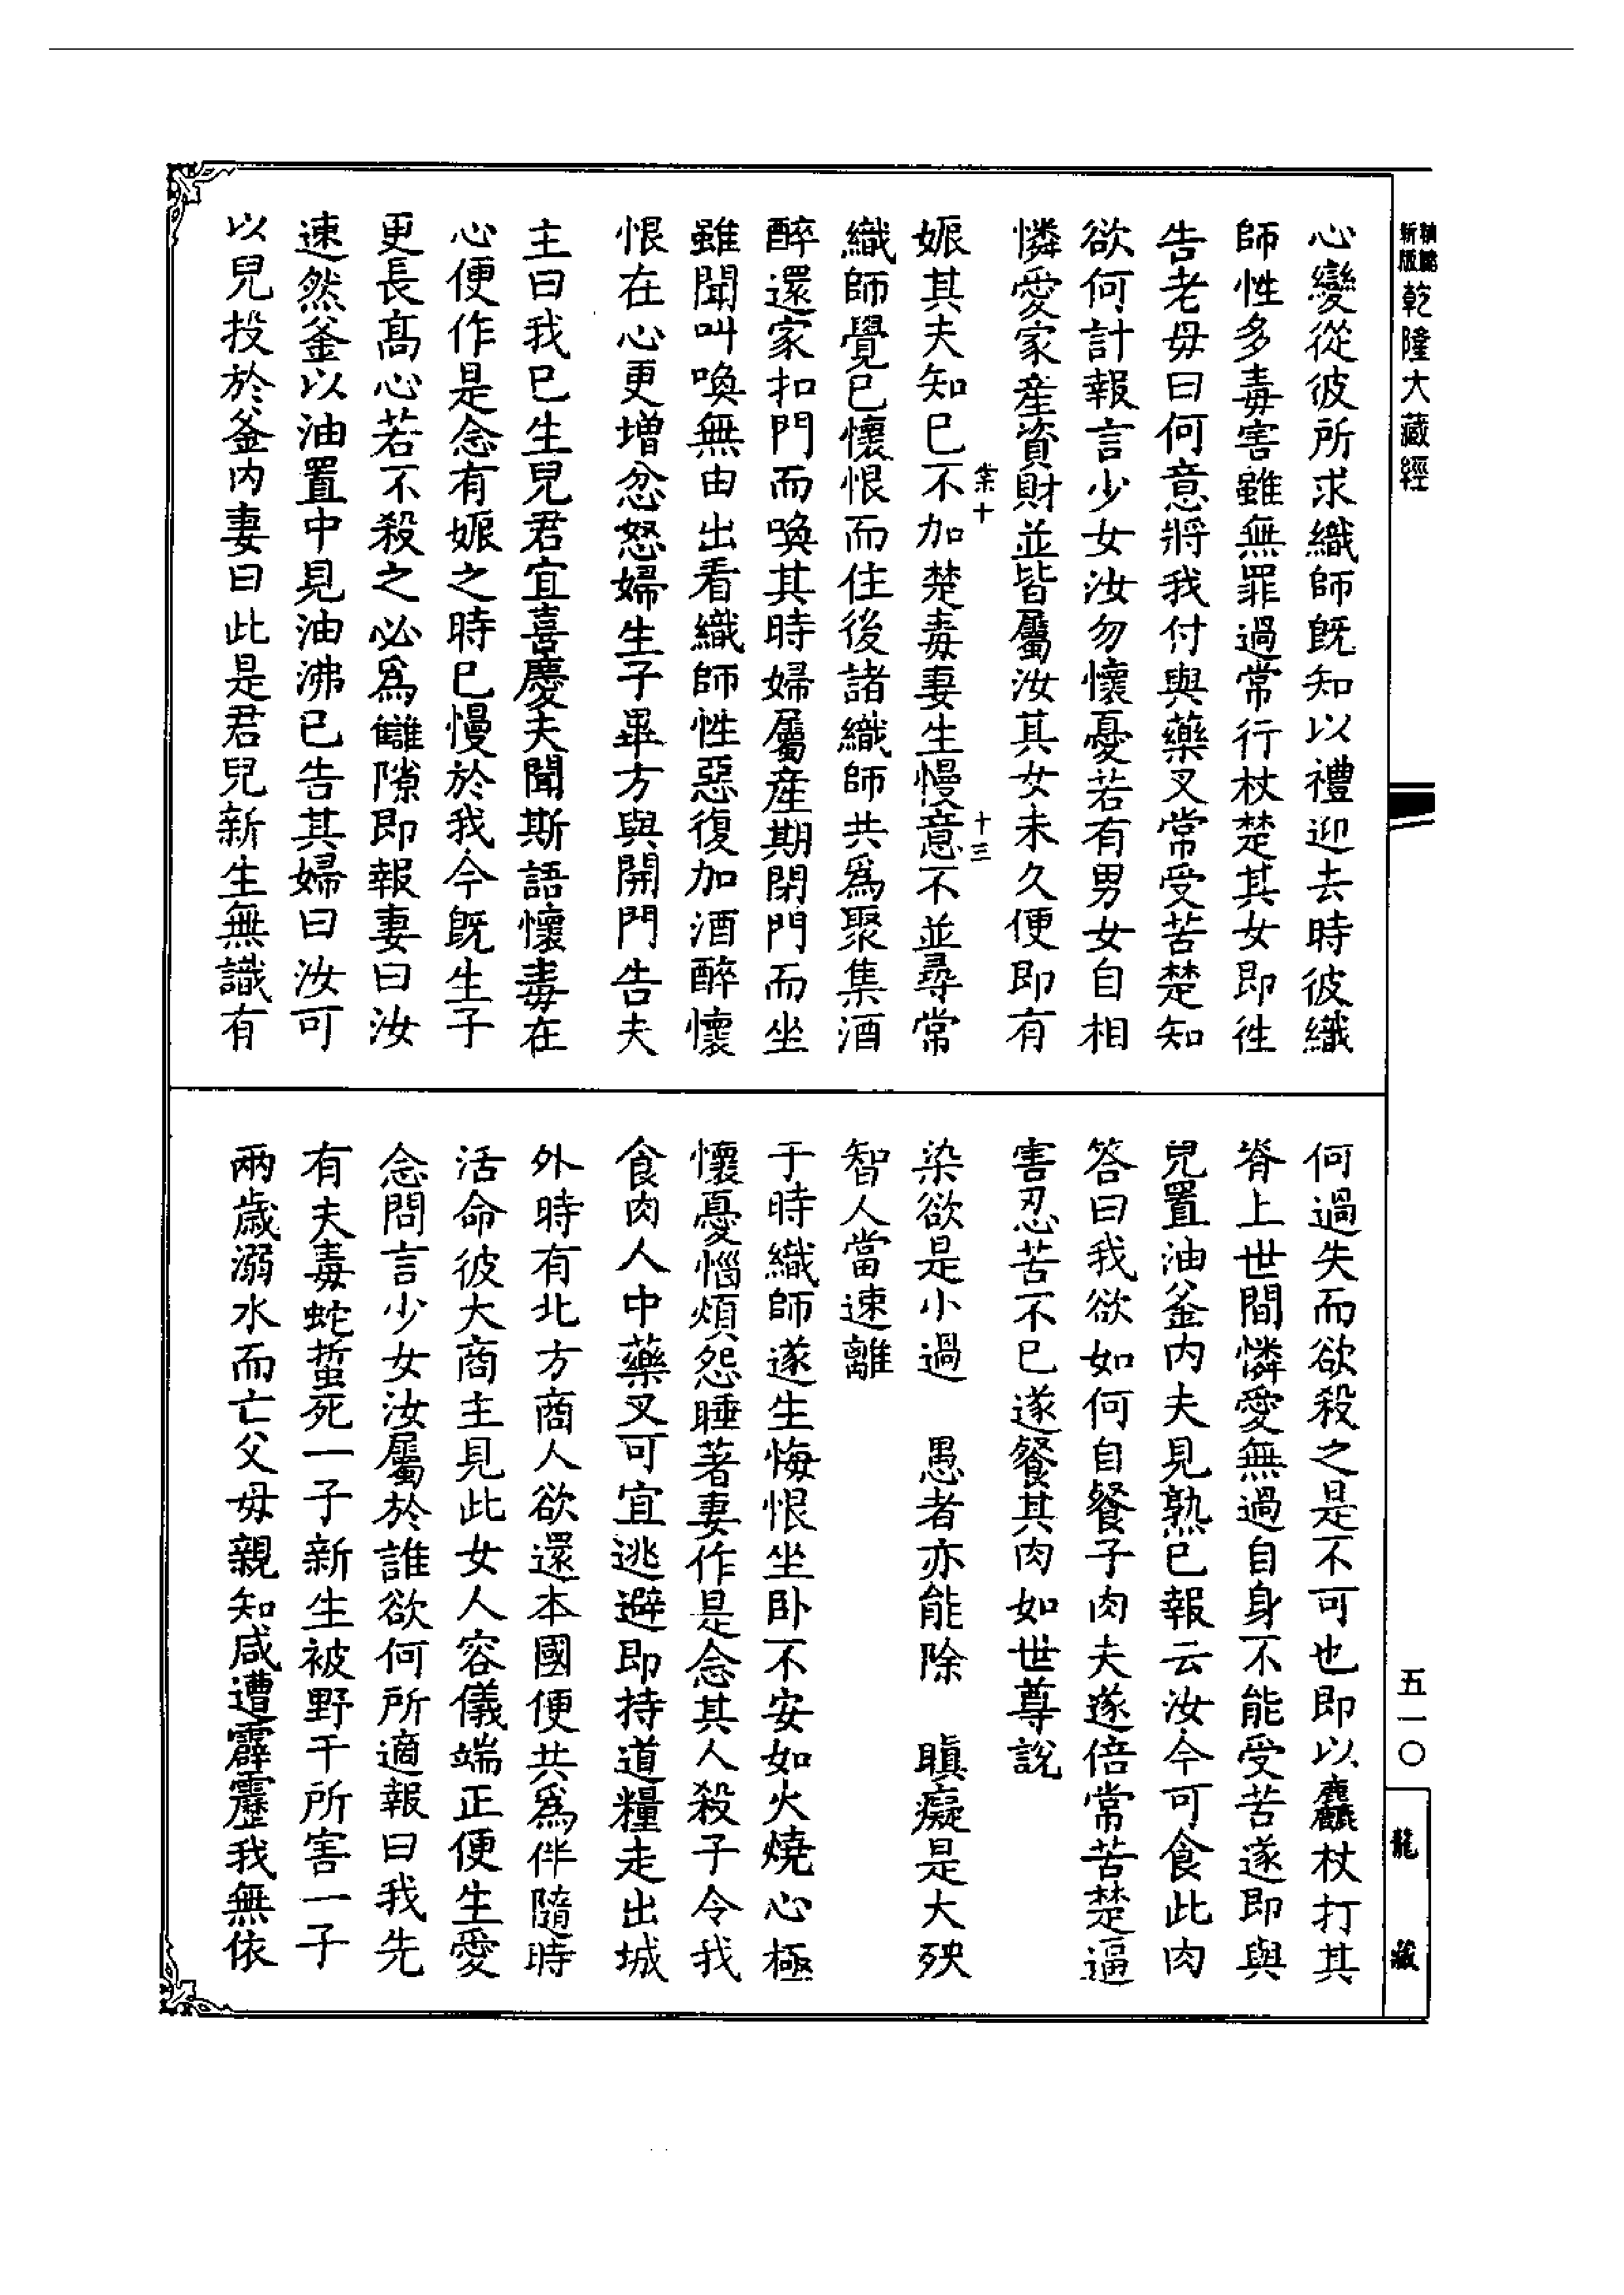 新版
精縮
乾隆大藏經
心變從彼所求織師旣知以禮迎去時彼織
師性多毒害雖無罪過常行杖楚其女即徃
告老母曰何意將我付與藥叉常受苦楚知
欲何計報言少女汝勿懷憂若有男女自相
憐愛家産資財並皆屬汝其女未久便即有
娠其夫知已不加楚毒妻生慢意不並尋常
十三
織師覺已懷恨而住後諸織師共爲聚集酒
醉還家扣門而喚其時婦屬産期閉門而坐
雖聞叫喚無由出看織師性惡復加酒醉懷
恨在心更增忿怒婦生子畢方與開門告夫
主曰我已生兒君宜喜慶夫聞斯語懷毒在
心便作是念有娠之時已慢於我今旣生子
更長高心若不殺之必爲讎隙即報妻曰汝
速然釜以油置中見油沸已告其婦曰汝可
以兒投於釜内妻曰此是君兒新生無識有
何過失而欲殺之是不可也即以麤杖打其
脊上世間憐愛無過自身不能受苦遂即與
兒置油釜内夫見熟已報云汝今可食此肉
答曰我欲如何自餐子肉夫遂倍常苦楚逼
害忍苦不已遂餐其肉如世尊說
染欲是小過　愚者亦能除　瞋癡是大殃
智人當速離
于時織師遂生悔恨坐卧不安如火燒心極
懷憂惱煩怨睡著妻作是念其人殺子令我
食肉人中藥叉可宜逃避即持道糧走出城
外時有北方商人欲還本國便共爲伴隨時
活命彼大商主見此女人容儀端正便生愛
念問言少女汝屬於誰欲何所適報曰我先
有夫毒蛇蜇死一子新生被野干所害一子
兩歲溺水而亡父母親知咸遭霹靂我無依
五一〇
龍藏